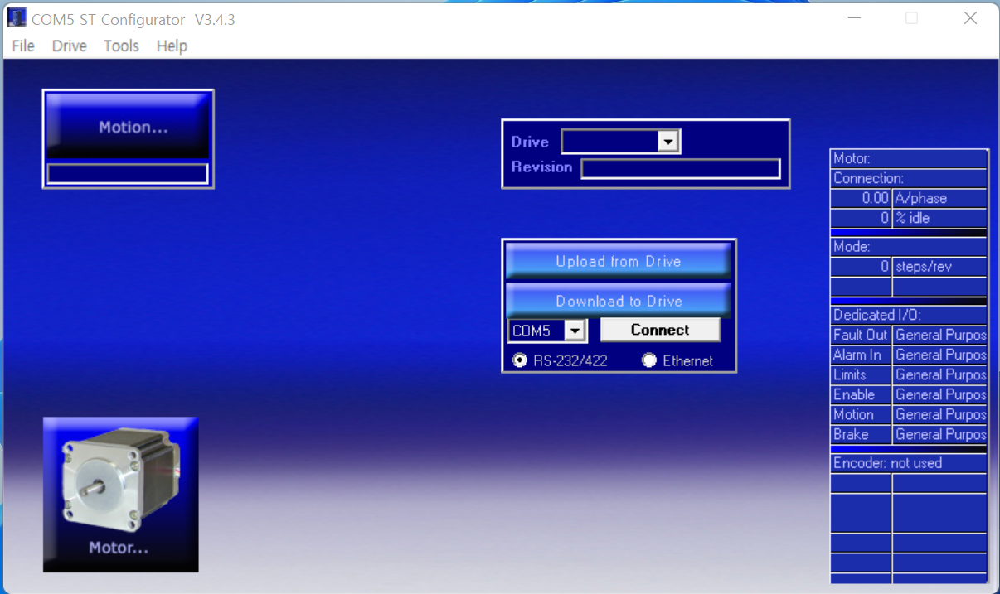 COM5 ST Configurator V3.4.3
File Drive Tools Help
Motion...
Drive
Revision
Upload from Drive
Download to Drive
COM5 Connect
RS-232/422 Ethernet
Motor...
Motor:
Connection:
0.00 A/phase
0 % idle
Mode:
0 steps/rev
Dedicated I/O:
Fault Out General Purpos
Alarm In General Purpos
Limits General Purpos
Enable General Purpos
Motion General Purpos
Brake General Purpos
Encoder: not used